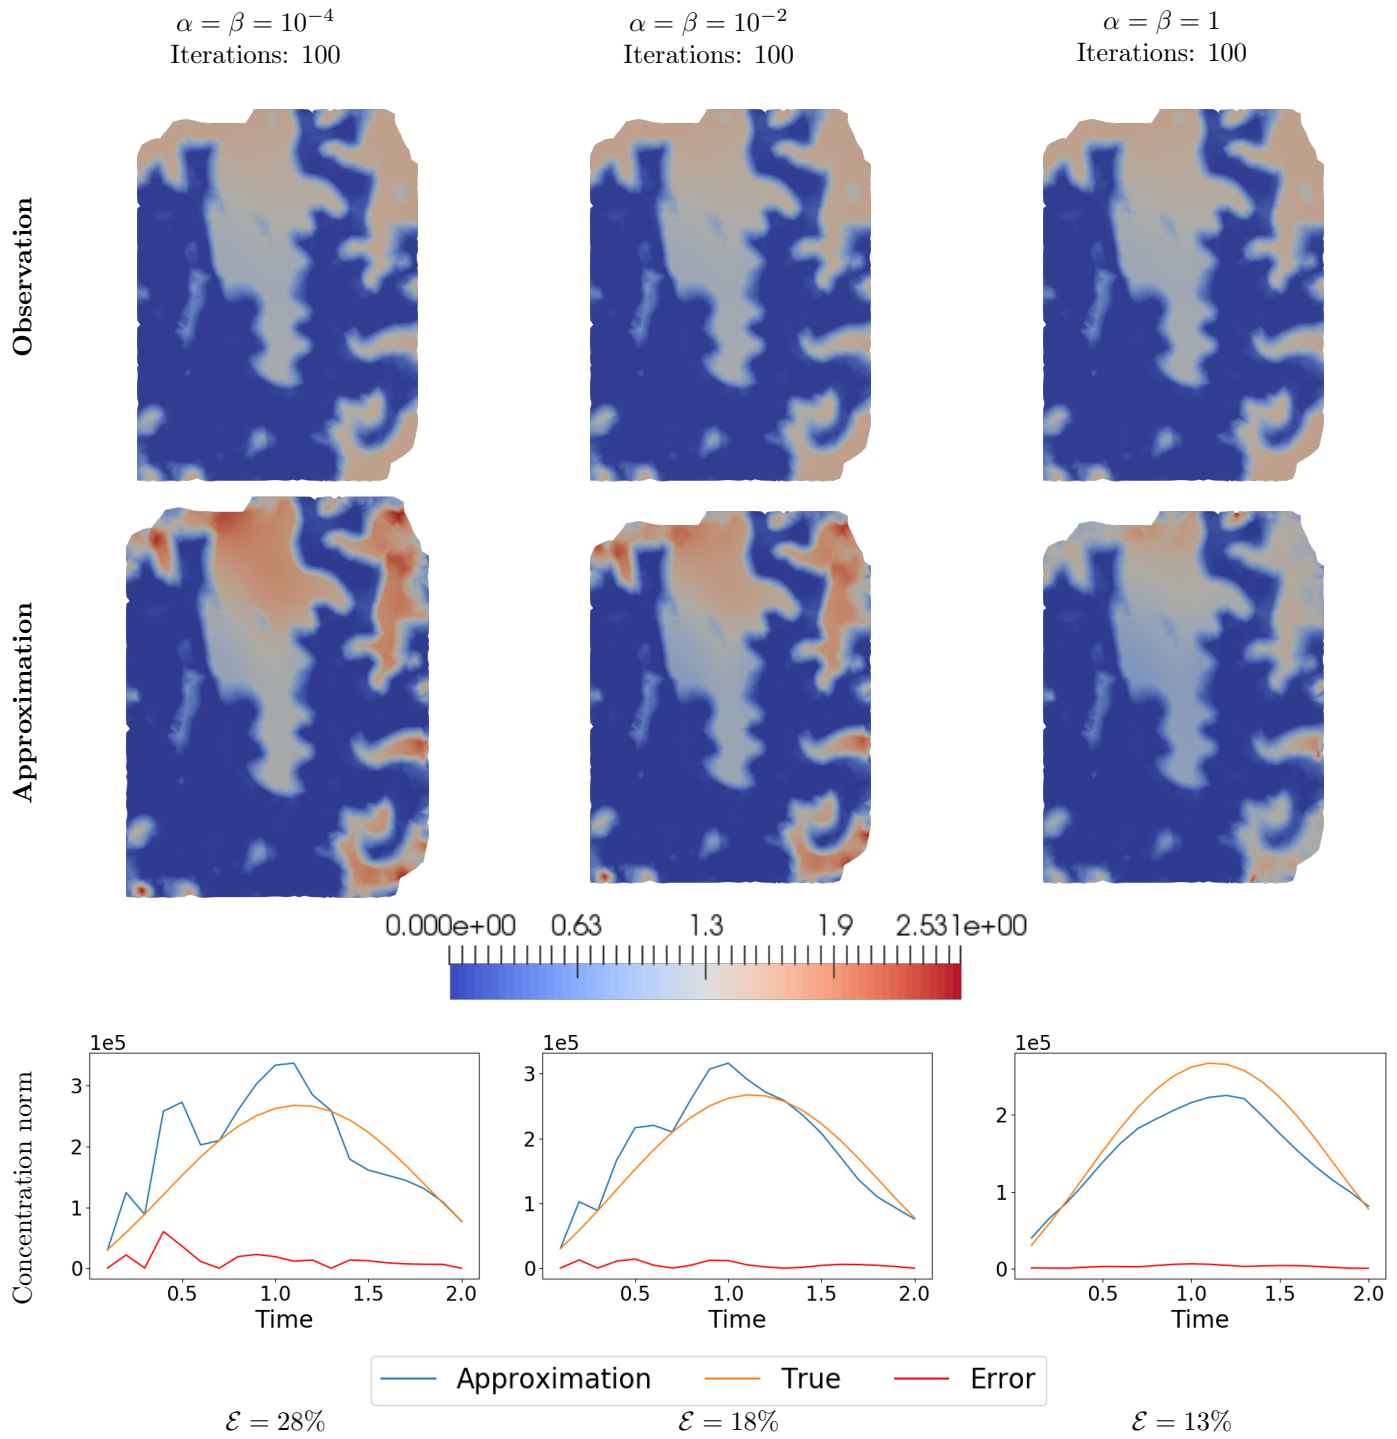 α = β = 10⁻⁴ α = β = 10⁻² α = β = 1
Iterations: 100 Iterations: 100 Iterations: 100
Observation
Approximation
0.000e+00 0.63 1.3 1.9 2.531e+00
Concentration norm
1e5
3
2
1
0
0.5 1.0 1.5 2.0
Time
1e5
3
2
1
0
0.5 1.0 1.5 2.0
Time
1e5
2
1
0
0.5 1.0 1.5 2.0
Time
Approximation True Error
ℰ = 28% ℰ = 18% ℰ = 13%